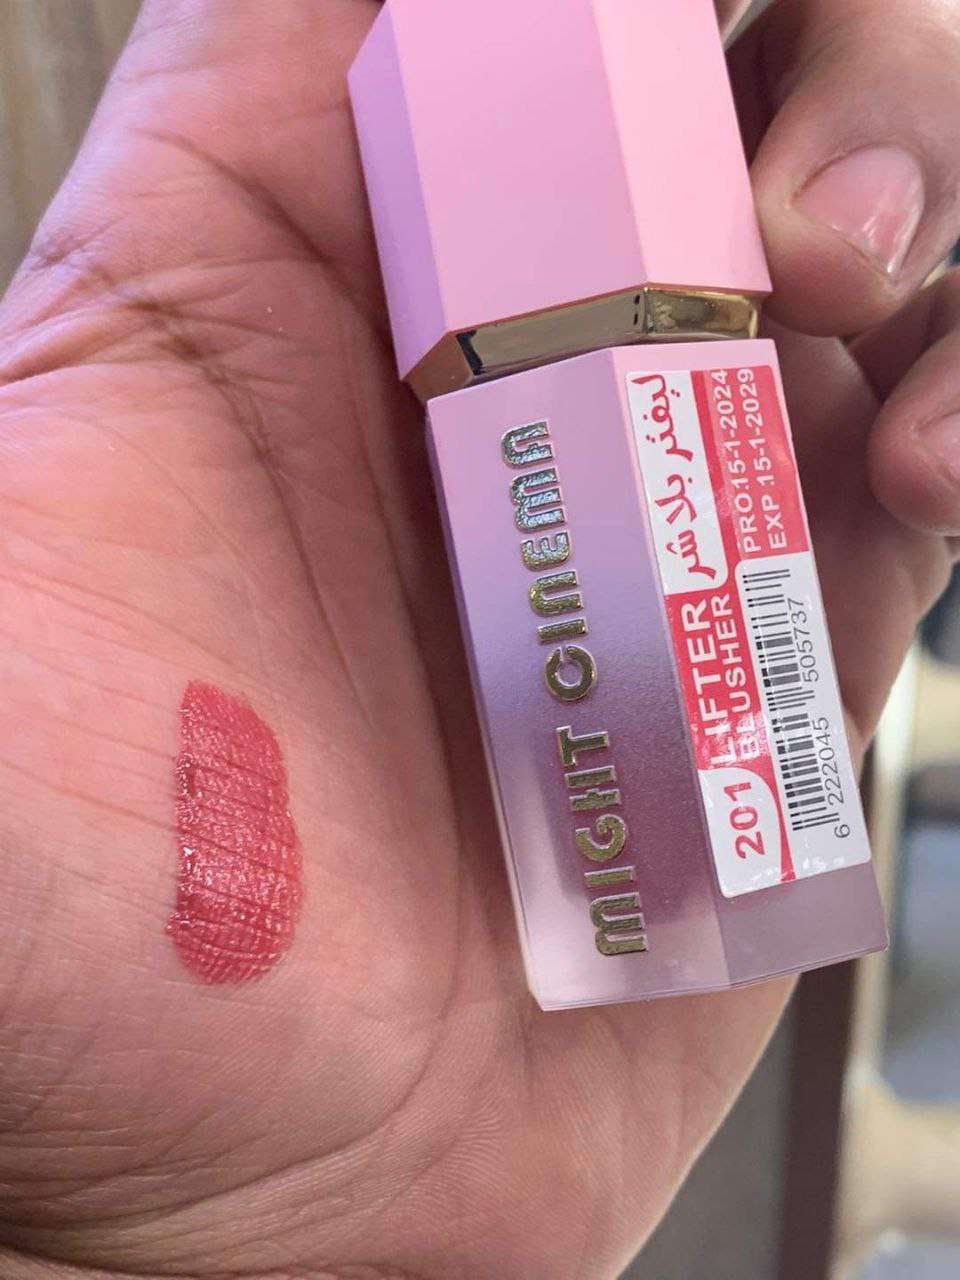 MIGHT CINEMA
ليفتر بلاشر
PRO:15-1-2024
EXP :15-1-2029
201
LIFTER
BLUSHER
6 222045 505737